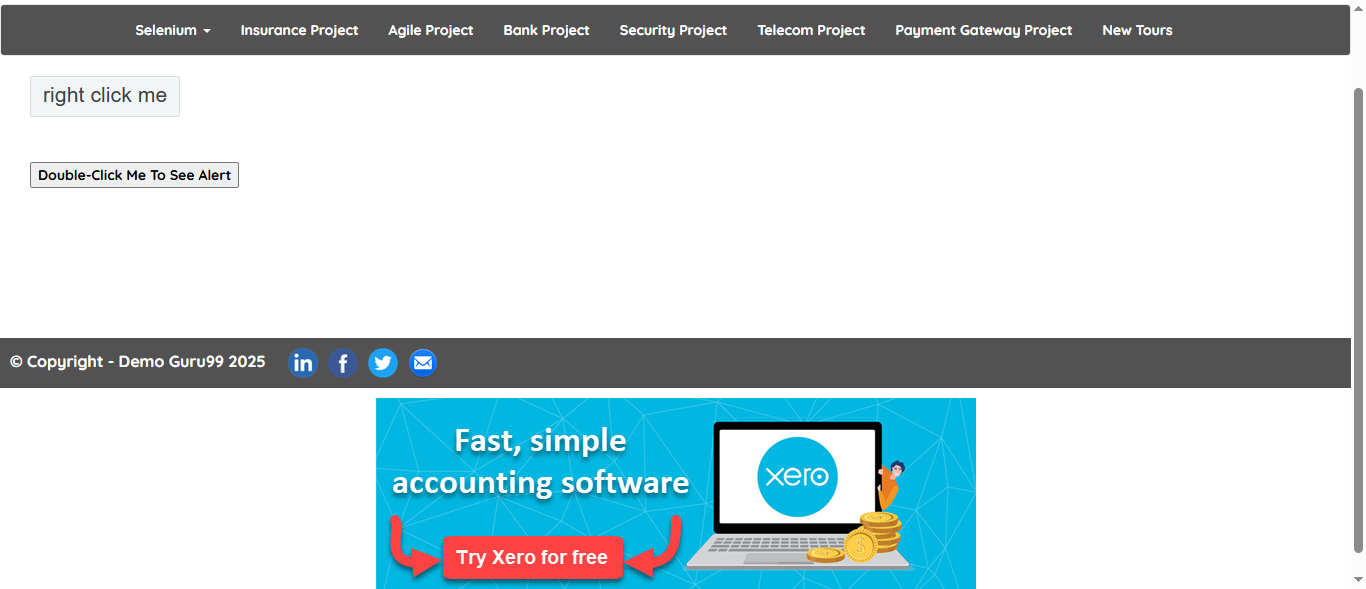 Selenium Insurance Project Agile Project Bank Project Security Project Telecom Project Payment Gateway Project New Tours
right click me
Double-Click Me To See Alert
© Copyright - Demo Guru99 2025 in f
Fast, simple
accounting software
xero
Try Xero for free
$